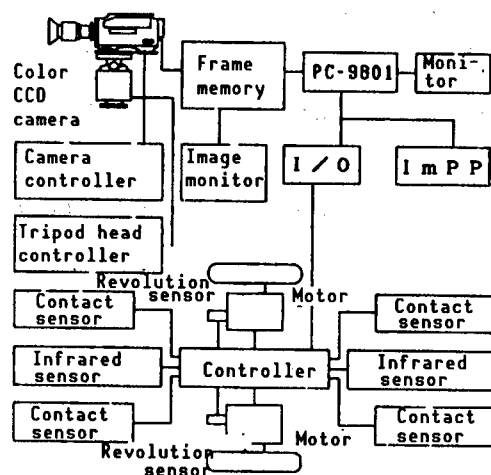 Color
CCD
camera
Frame
memory
PC-9801
Moni-
tor
Camera
controller
Image
monitor
I / O
I m P P
Tripod head
controller
Revolution
sensor
Motor
Contact
sensor
Contact
sensor
Infrared
sensor
Controller
Infrared
sensor
Contact
sensor
Contact
sensor
Motor
Revolution
sensor